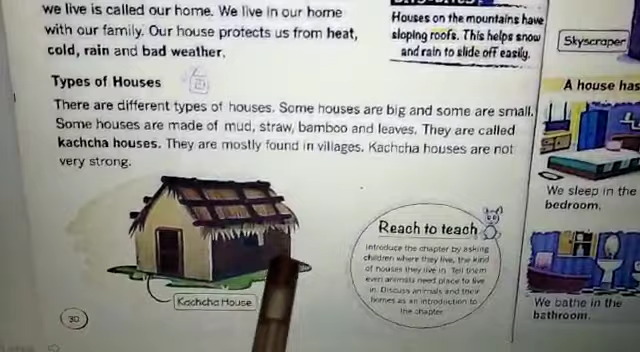 we live is called our home. We live in our home
with our family. Our house protects us from heat,
cold, rain and bad weather.
Types of Houses
There are different types of houses. Some houses are big and some are small.
Some houses are made of mud, straw, bamboo and leaves. They are called
kachcha houses. They are mostly found in villages. Kachcha houses are not
very strong.
Kachcha House
30
Houses on the mountains have
sloping roofs. This helps snow
and rain to slide off easily.
Reach to teach
Introduce the chapter by asking
children where they live, the kind
of houses they live in. Tell them
even animals need place to live
in. Discuss animals and their
homes as an introduction to
the chapter.
Skyscraper
A house has
We sleep in the
bedroom.
We bathe in the
bathroom.